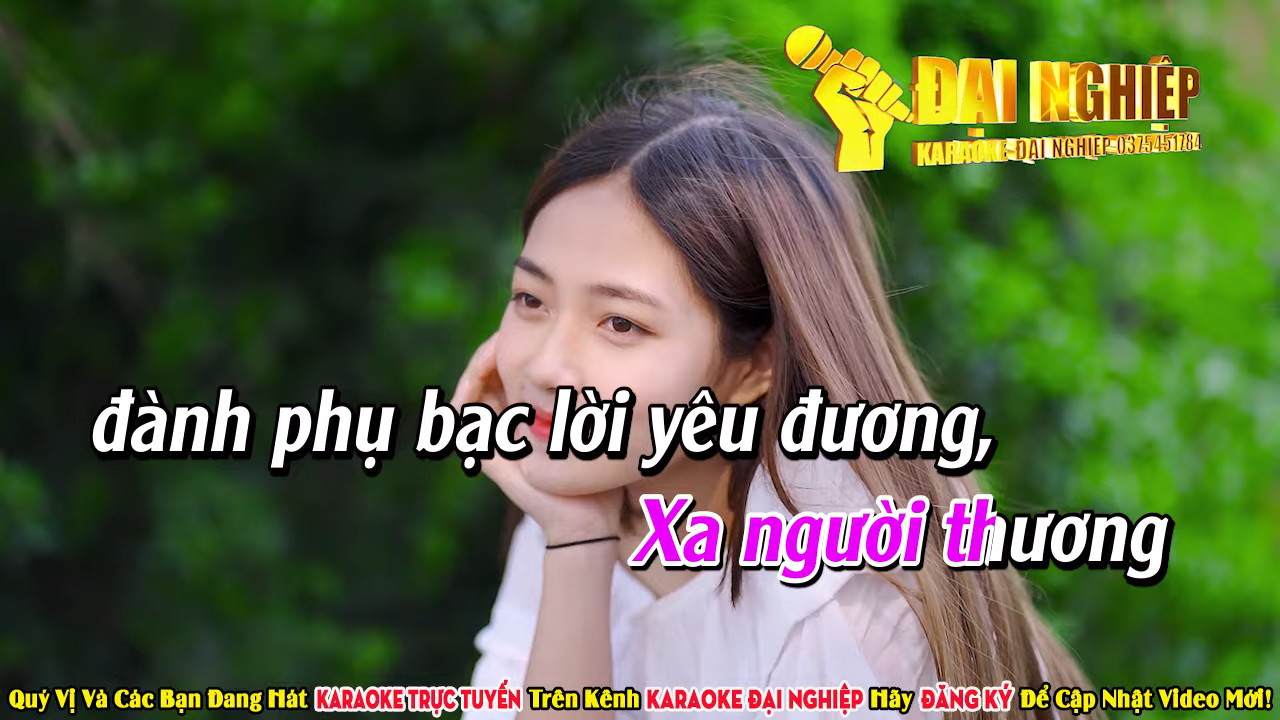 ĐẠI NGHIỆP
KARAOKE ĐẠI NGHIỆP 0375451784
đành phụ bạc lời yêu đương,
Xa người thương
Quý Vị Và Các Bạn Đang Hát KARAOKE TRỰC TUYẾN Trên Kênh KARAOKE ĐẠI NGHIỆP Hãy ĐĂNG KÝ Để Cập Nhật Video Mới!